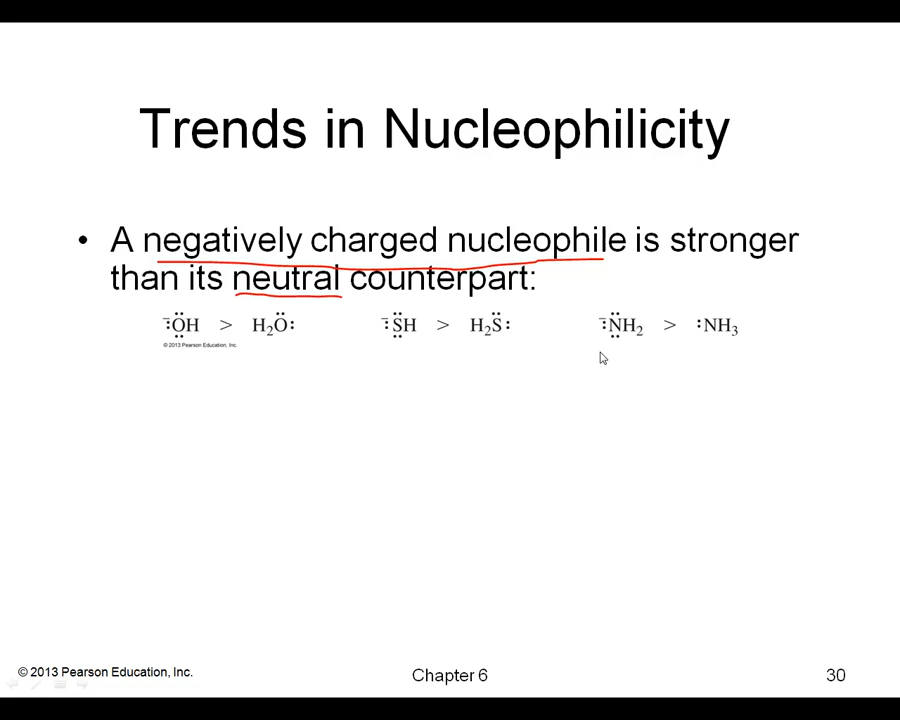 Trends in Nucleophilicity
• A negatively charged nucleophile is stronger
than its neutral counterpart:
⁻:ÖH > H₂Ö: ⁻:S̈H > H₂S̈: ⁻:N̈H₂ > :NH₃
© 2013 Pearson Education, Inc.
© 2013 Pearson Education, Inc. Chapter 6 30